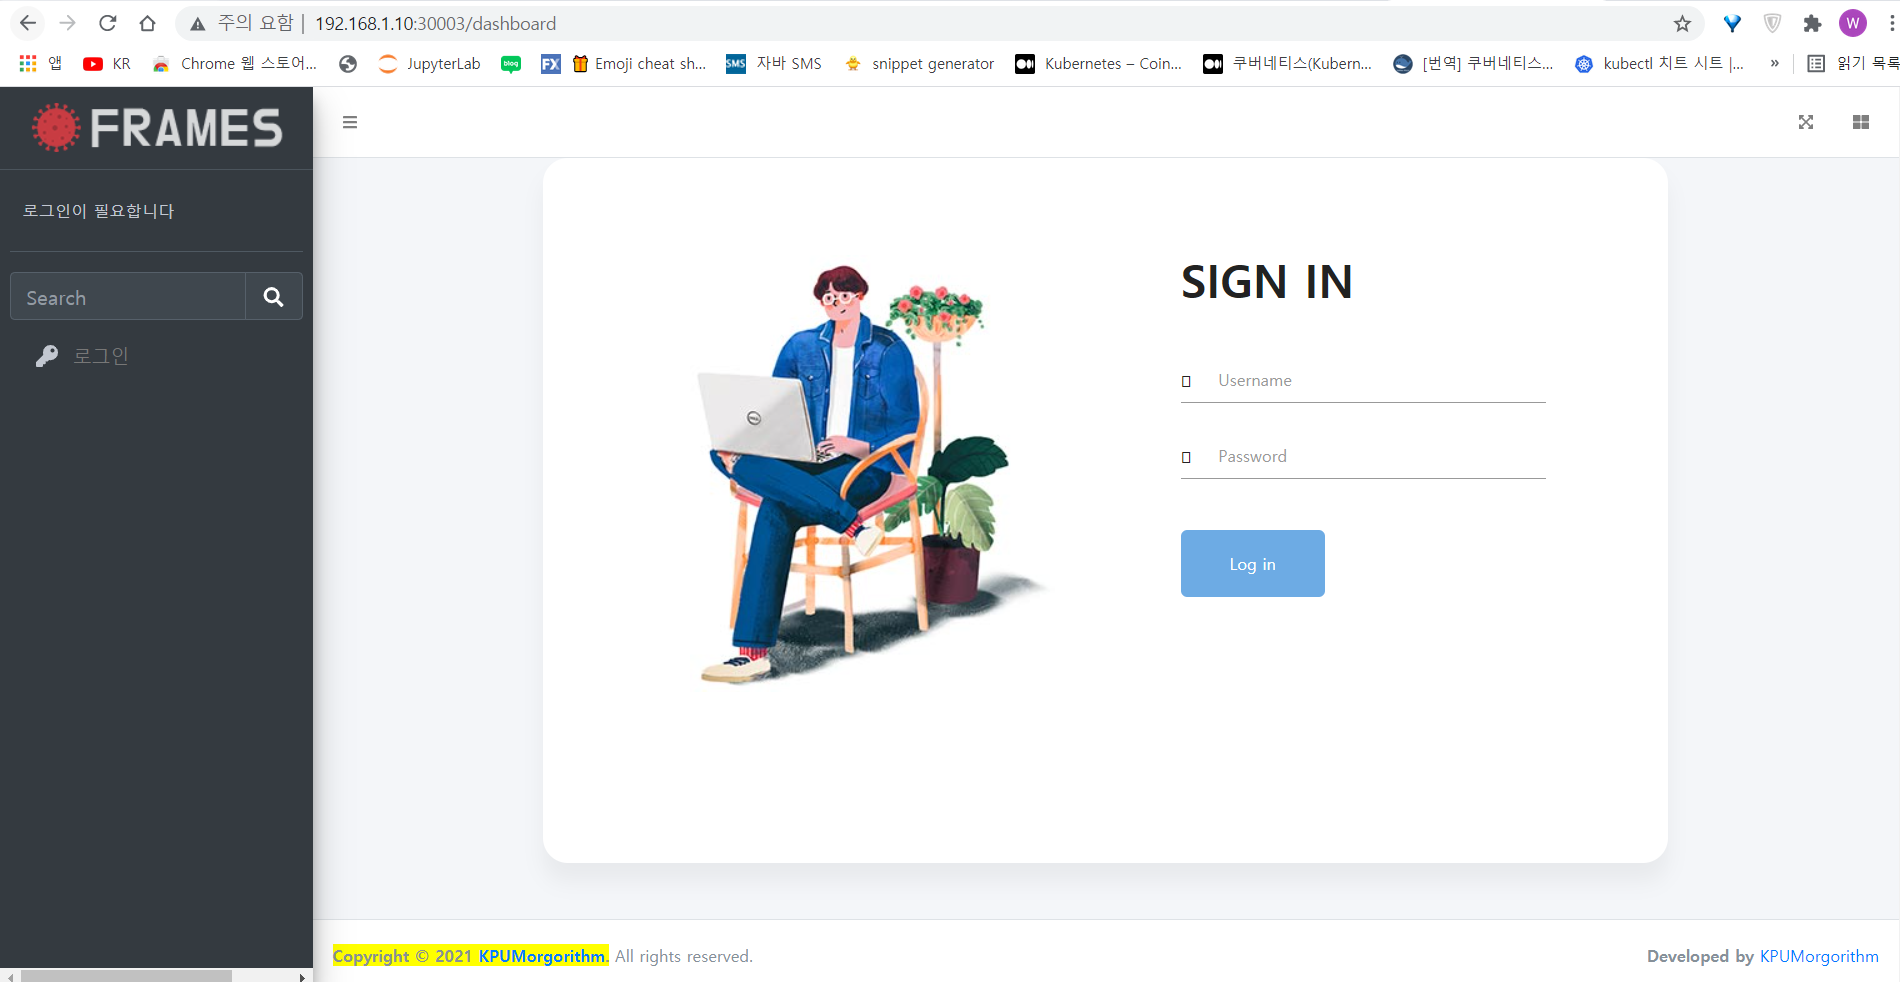 주의 요함 | 192.168.1.10:30003/dashboard
W
앱
KR
Chrome 웹 스토어...
JupyterLab
blog
FX
Emoji cheat sh...
SMS
자바 SMS
snippet generator
Kubernetes – Coin...
쿠버네티스(Kubern...
[번역] 쿠버네티스...
kubectl 치트 시트 |...
»
읽기 목록
FRAMES
로그인이 필요합니다
Search
로그인
SIGN IN
Username
Password
Log in
DELL
Copyright © 2021 KPUMorgorithm. All rights reserved.
Developed by KPUMorgorithm